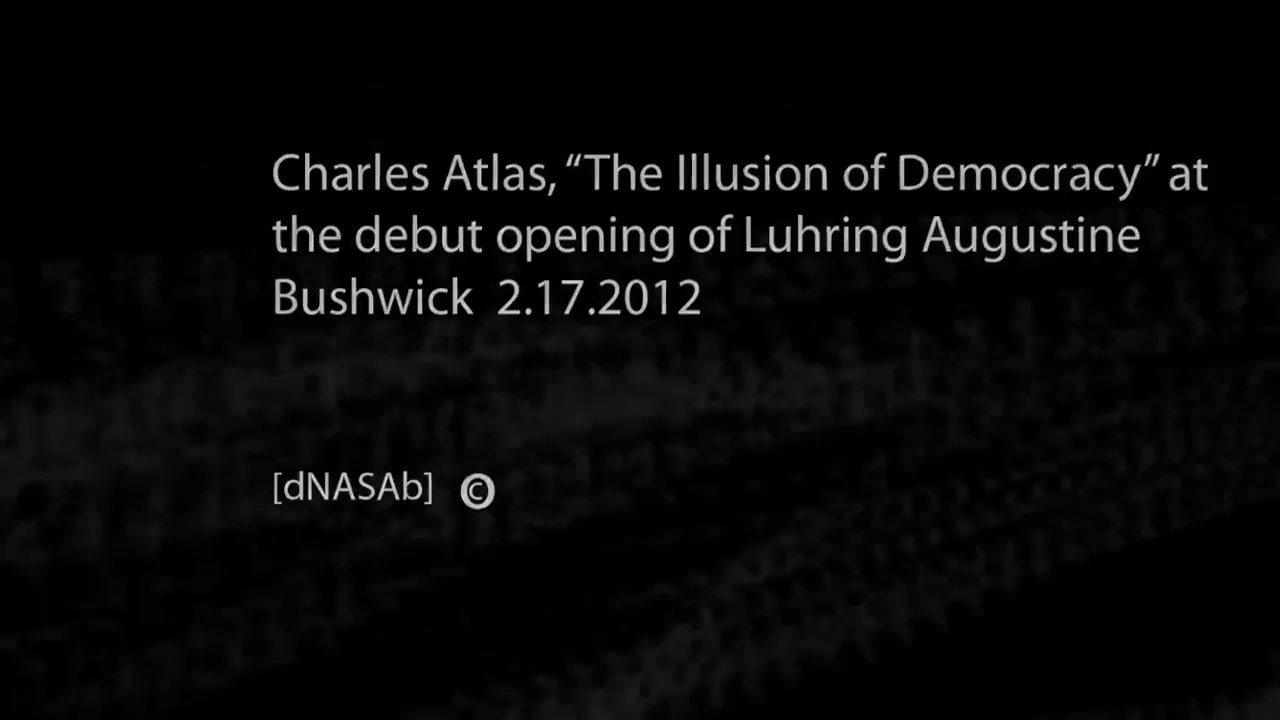 Charles Atlas, “The Illusion of Democracy” at
the debut opening of Luhring Augustine
Bushwick  2.17.2012
[dNASAb] ©